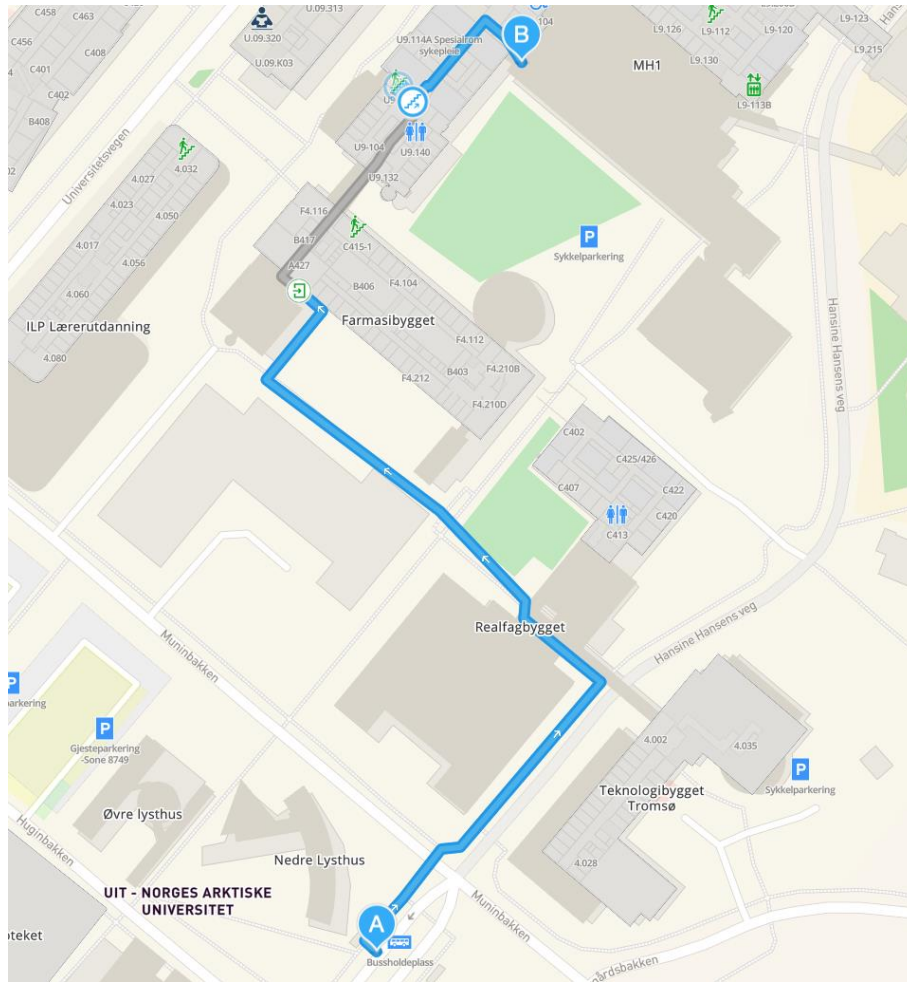 C458
C463
C456
C446
C408
C401
C402
B408
U.09.313
U.09.320
U.09.K03
104
U9.114A Spesialrom
sykepleie
B
MH1
L9-126
L9-112
L9-120
L9-130
L9-123
L9.215
L9-113B
Universitetsvegen
U9-104
U9.140
U9.132
4.032
4.027
4.023
4.050
4.017
4.056
4.060
4.080
ILP Lærerutdanning
F4.116
B417
C415-1
A427
B406
F4.104
Farmasibygget
F4.112
F4.212
B403
F4.210B
F4.210D
P
Sykkelparkering
Hansine Hansens veg
C402
C425/426
C407
C422
C420
C413
Realfagbygget
Hansine Hansens veg
Muninbakken
P
parkering
P
Gjesteparkering
-Sone 8749
4.002
4.035
Teknologibygget
Tromsø
P
Sykkelparkering
4.028
Øvre lysthus
Huginbakken
Nedre Lysthus
UIT - NORGES ARKTISKE
UNIVERSITET
A
Bussholdeplass
Muninbakken
gårdsbakken
oteket